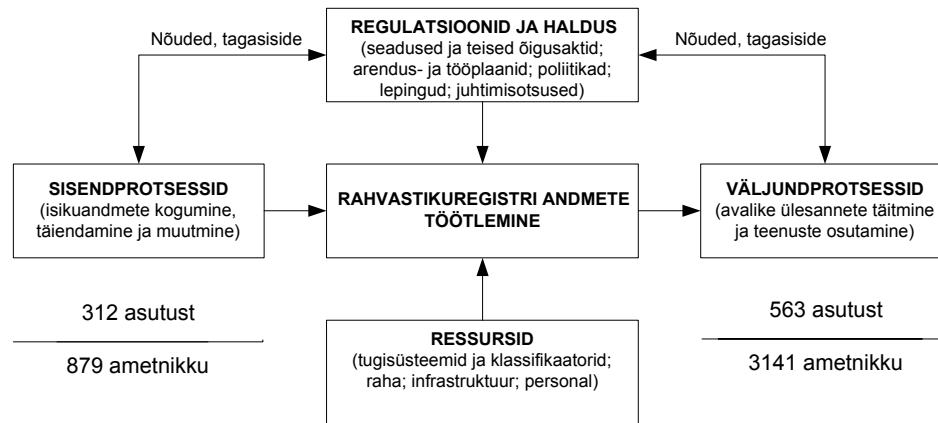 REGULATSIOONID JA HALDUS
(seadused ja teised õigusaktid;
arendus- ja tööplaanid; poliitikad;
lepingud; juhtimisotsused)
Nõuded, tagasiside
Nõuded, tagasiside
SISENDPROTSESSID
(isikuandmete kogumine,
täiendamine ja muutmine)
RAHVASTIKUREGISTRI ANDMETE
TÖÖTLEMINE
VÄLJUNDPROTSESSID
(avalike ülesannete täitmine
ja teenuste osutamine)
312 asutust
879 ametnikku
RESSURSID
(tugisüsteemid ja klassifikaatorid;
raha; infrastruktuur; personal)
563 asutust
3141 ametnikku